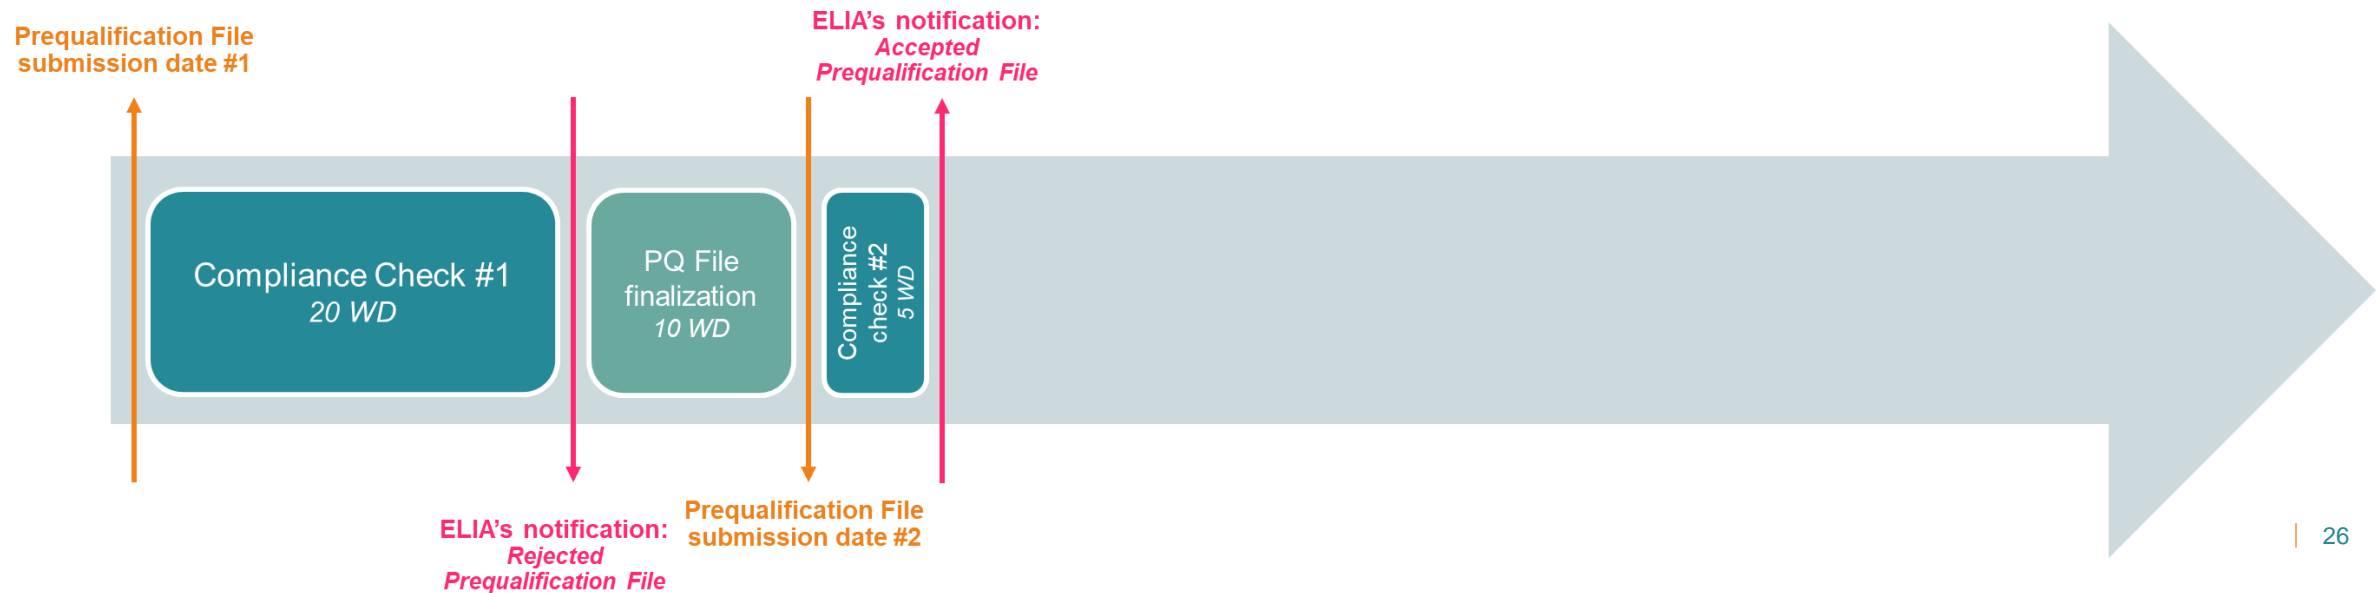 Prequalification File
submission date #1
ELIA’s notification:
Accepted
Prequalification File
Compliance Check #1
20 WD
PQ File
finalization
10 WD
Compliance
check #2
5 WD
ELIA’s notification:
Rejected
Prequalification File
Prequalification File
submission date #2
26